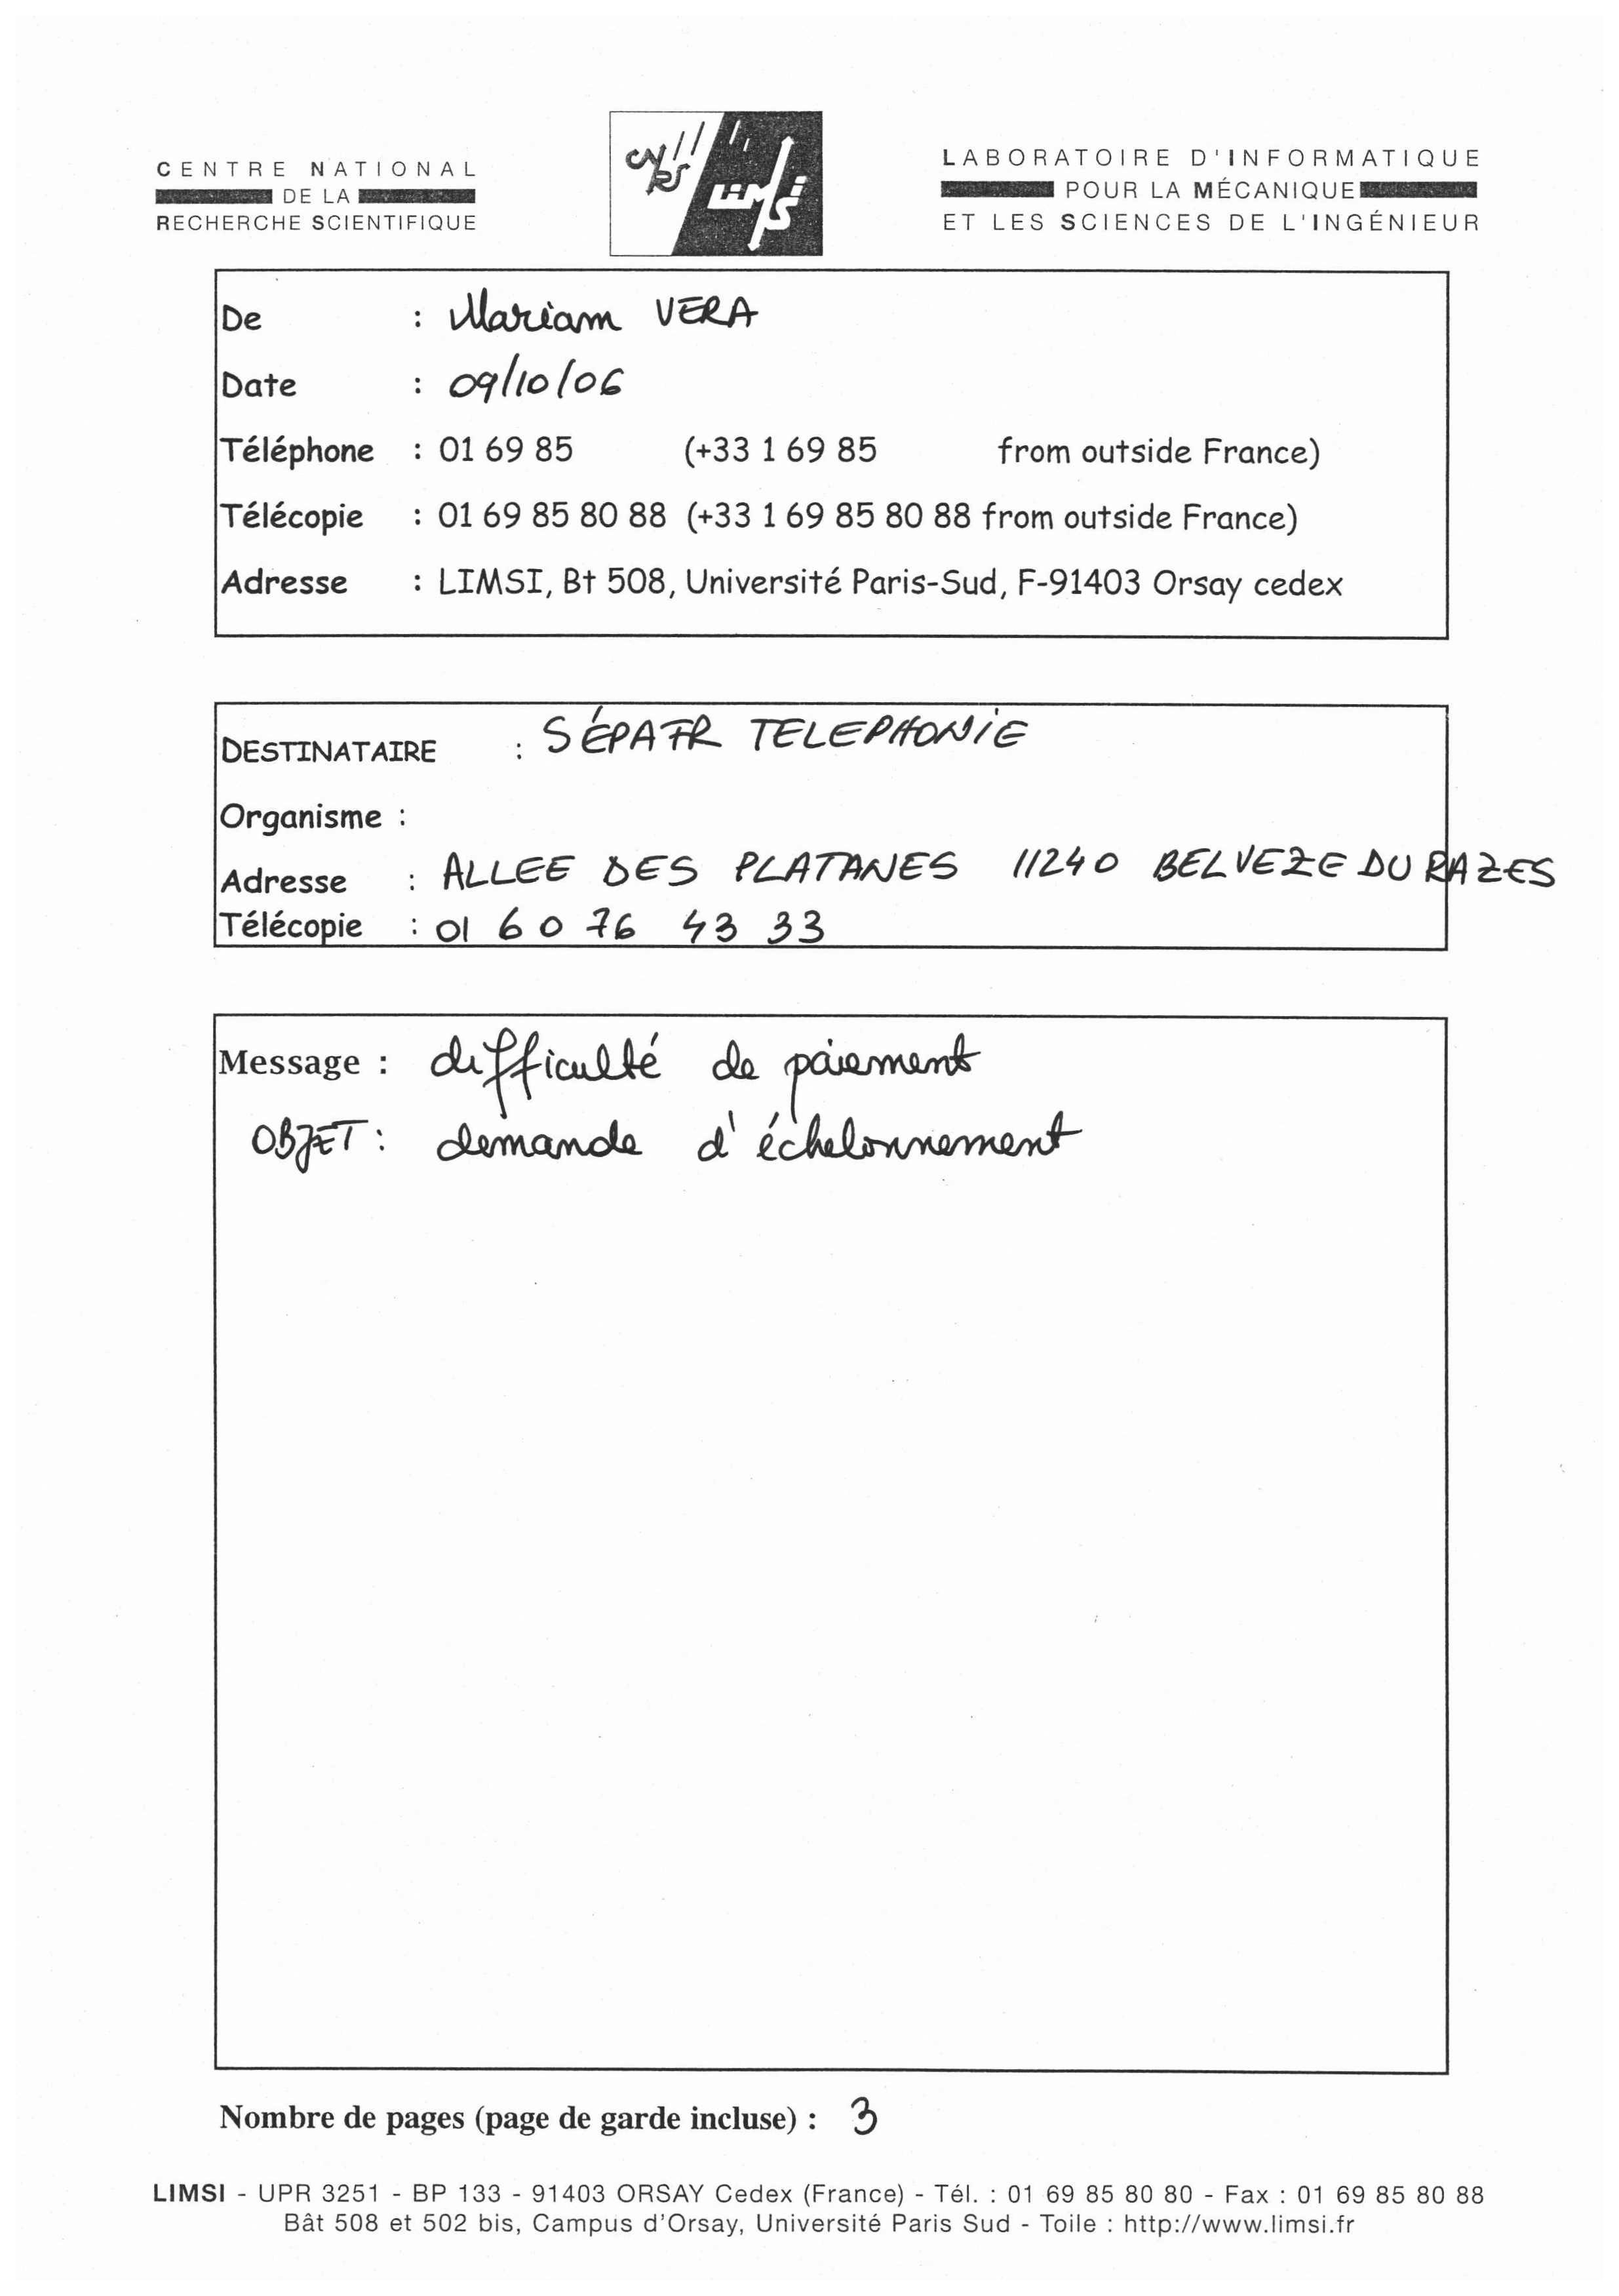 CENTRE NATIONAL
DE LA
RECHERCHE SCIENTIFIQUE
CNRS
LIMSI
LABORATOIRE D'INFORMATIQUE
POUR LA MÉCANIQUE
ET LES SCIENCES DE L'INGÉNIEUR
De : Mariam VERA
Date : 09/10/06
Téléphone : 01 69 85 (+33 1 69 85 from outside France)
Télécopie : 01 69 85 80 88 (+33 1 69 85 80 88 from outside France)
Adresse : LIMSI, Bt 508, Université Paris-Sud, F-91403 Orsay cedex
DESTINATAIRE : SÉPAFR TELEPHONIE
Organisme :
Adresse : ALLEE DES PLATANES 11240 BELVEZE DU RAZES
Télécopie : 01 60 76 43 33
Message : difficulté de paiement
OBJET : demande d'échelonnement
Nombre de pages (page de garde incluse) : 3
LIMSI - UPR 3251 - BP 133 - 91403 ORSAY Cedex (France) - Tél. : 01 69 85 80 80 - Fax : 01 69 85 80 88
Bât 508 et 502 bis, Campus d'Orsay, Université Paris Sud - Toile : http://www.limsi.fr